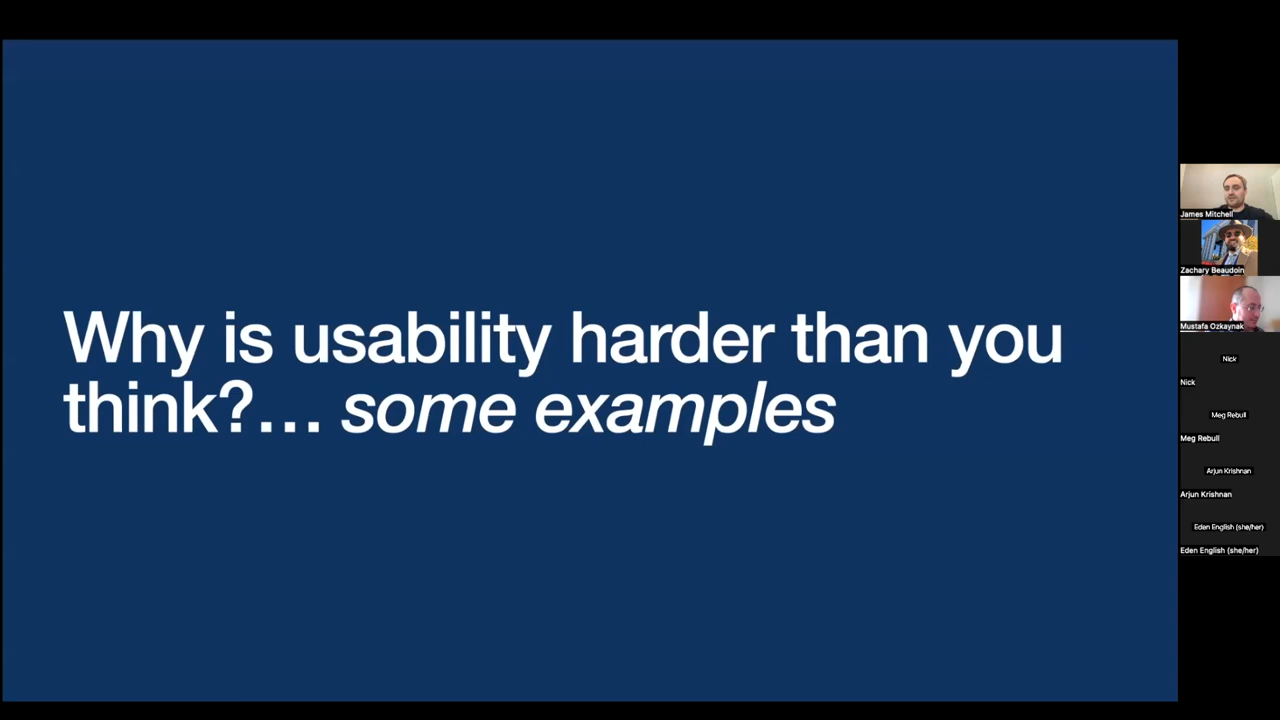 Why is usability harder than you
think?... some examples
James Mitchell
Zachary Beaudoin
Mustafa Ozkaynak
Nick
Nick
Meg Rebull
Meg Rebull
Arjun Krishnan
Arjun Krishnan
Eden English (she/her)
Eden English (she/her)